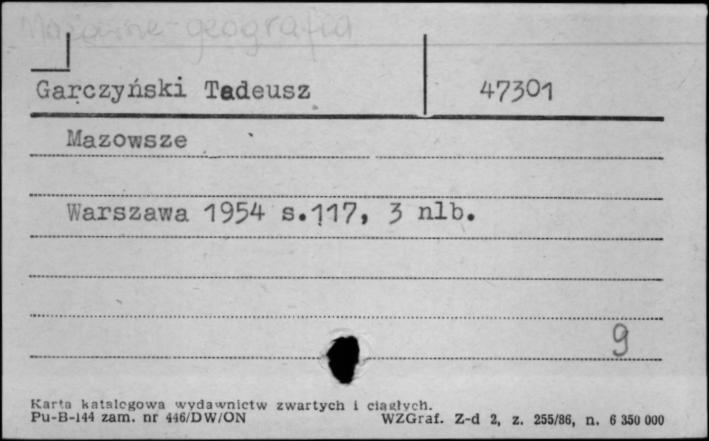 Mazowsze-geografia
Garczyński Tadeusz 47301
Mazowsze
Warszawa 1954 s.117, 3 nlb.
9
Karta katalogowa wydawnictw zwartych i ciągłych.
Pu-B-144 zam. nr 446/DW/ON WZGraf. Z-d 2, z. 255/86, n. 6 350 000